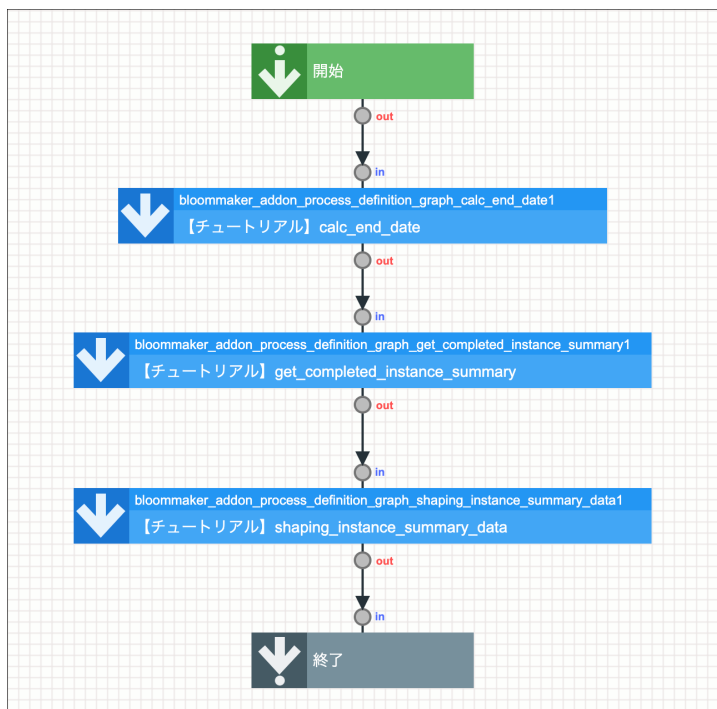 開始
out
in
bloommaker_addon_process_definition_graph_calc_end_date1
【チュートリアル】calc_end_date
out
in
bloommaker_addon_process_definition_graph_get_completed_instance_summary1
【チュートリアル】get_completed_instance_summary
out
in
bloommaker_addon_process_definition_graph_shaping_instance_summary_data1
【チュートリアル】shaping_instance_summary_data
out
in
終了